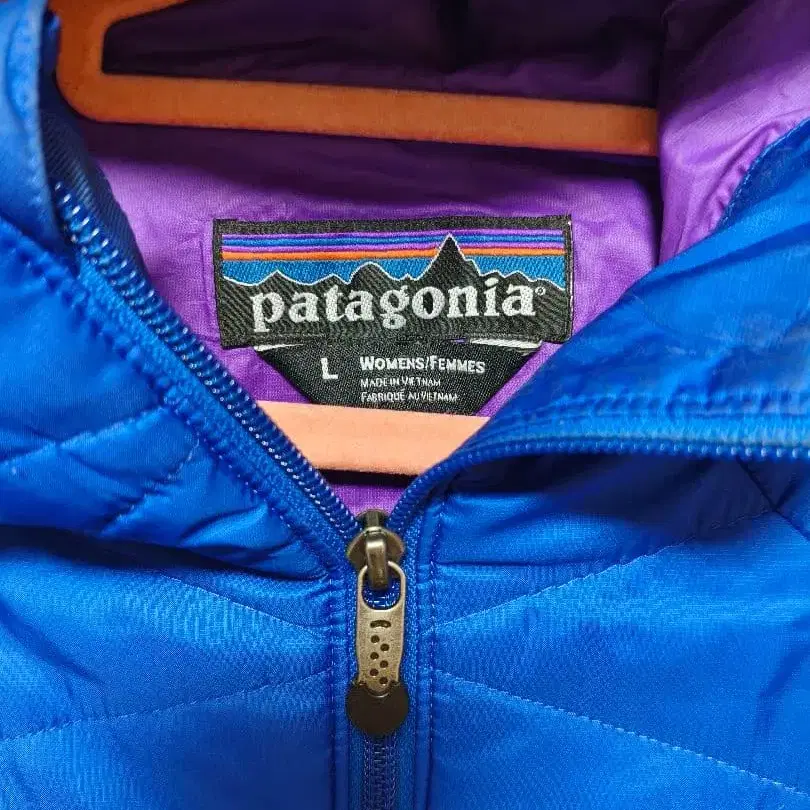 patagonia®
L WOMENS/FEMMES
MADE IN VIETNAM
FABRIQUÉ AU VIETNAM